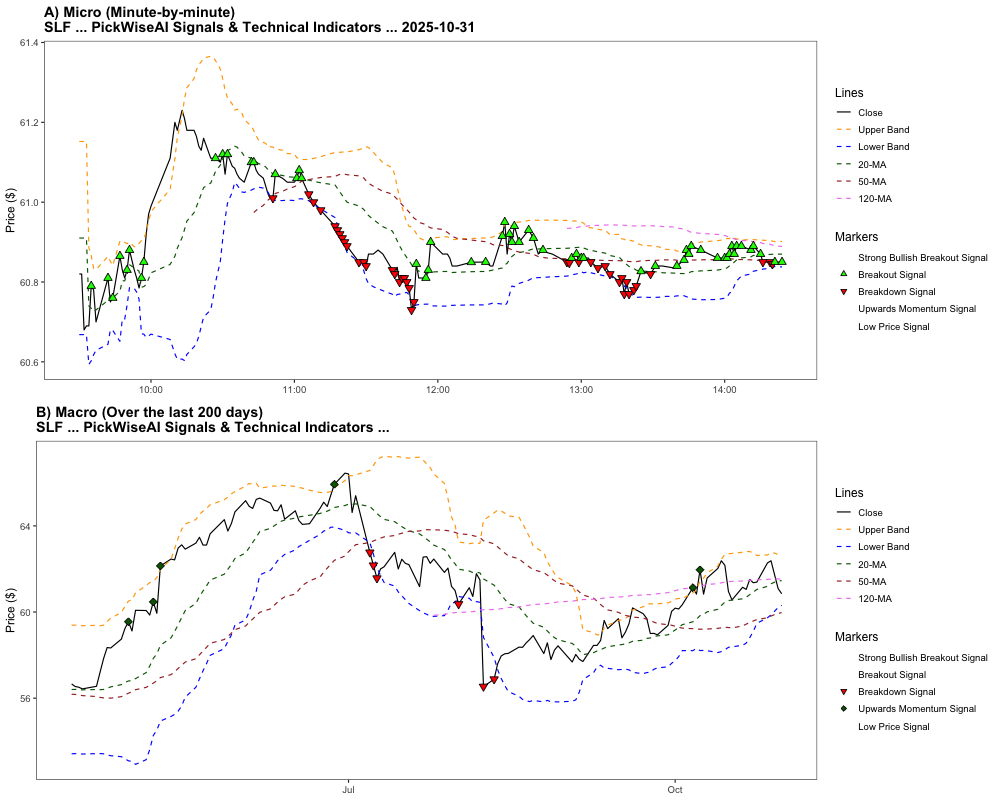 A) Micro (Minute-by-minute)
SLF ... PickWiseAI Signals & Technical Indicators ... 2025-10-31
Price ($)
61.4
61.2
61.0
60.8
60.6
10:00
11:00
12:00
13:00
14:00
Lines
Close
Upper Band
Lower Band
20-MA
50-MA
120-MA
Markers
Strong Bullish Breakout Signal
Breakout Signal
Breakdown Signal
Upwards Momentum Signal
Low Price Signal
B) Macro (Over the last 200 days)
SLF ... PickWiseAI Signals & Technical Indicators ...
Price ($)
64
60
56
Jul
Oct
Lines
Close
Upper Band
Lower Band
20-MA
50-MA
120-MA
Markers
Strong Bullish Breakout Signal
Breakout Signal
Breakdown Signal
Upwards Momentum Signal
Low Price Signal